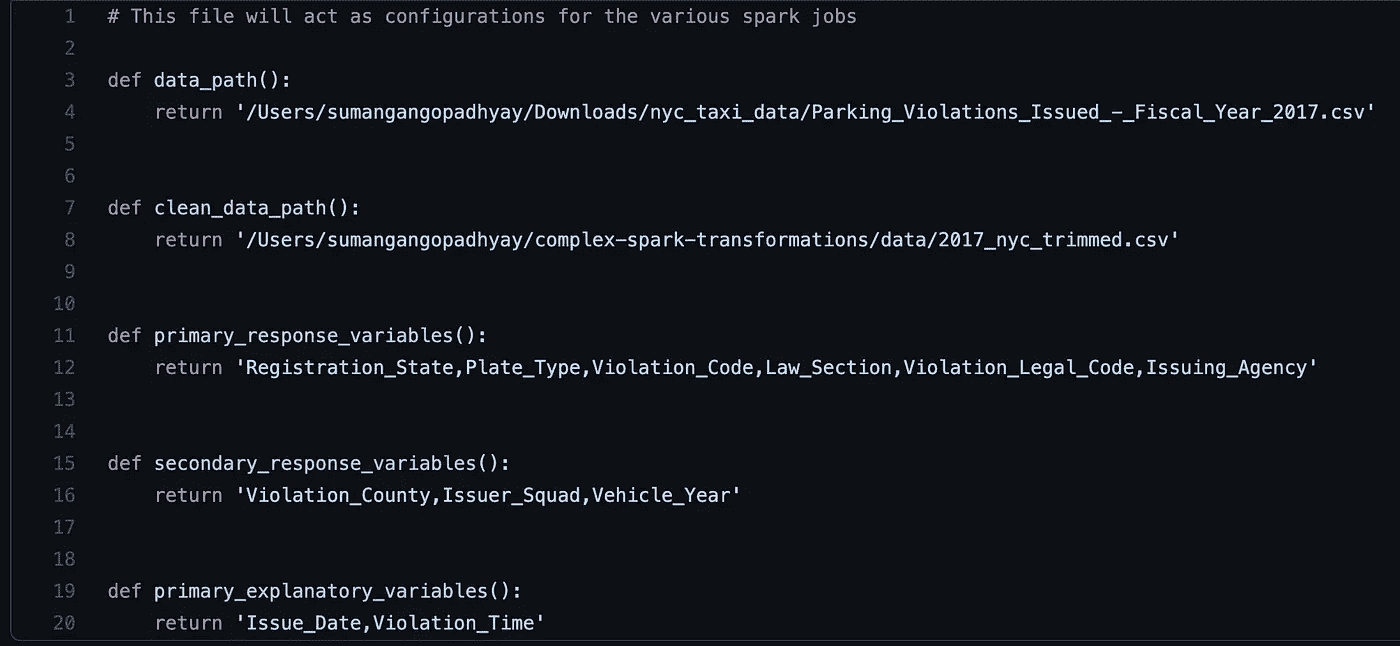 1 # This file will act as configurations for the various spark jobs
2
3 def data_path():
4     return '/Users/sumangangopadhyay/Downloads/nyc_taxi_data/Parking_Violations_Issued_-_Fiscal_Year_2017.csv'
5
6
7 def clean_data_path():
8     return '/Users/sumangangopadhyay/complex-spark-transformations/data/2017_nyc_trimmed.csv'
9
10
11 def primary_response_variables():
12     return 'Registration_State,Plate_Type,Violation_Code,Law_Section,Violation_Legal_Code,Issuing_Agency'
13
14
15 def secondary_response_variables():
16     return 'Violation_County,Issuer_Squad,Vehicle_Year'
17
18
19 def primary_explanatory_variables():
20     return 'Issue_Date,Violation_Time'